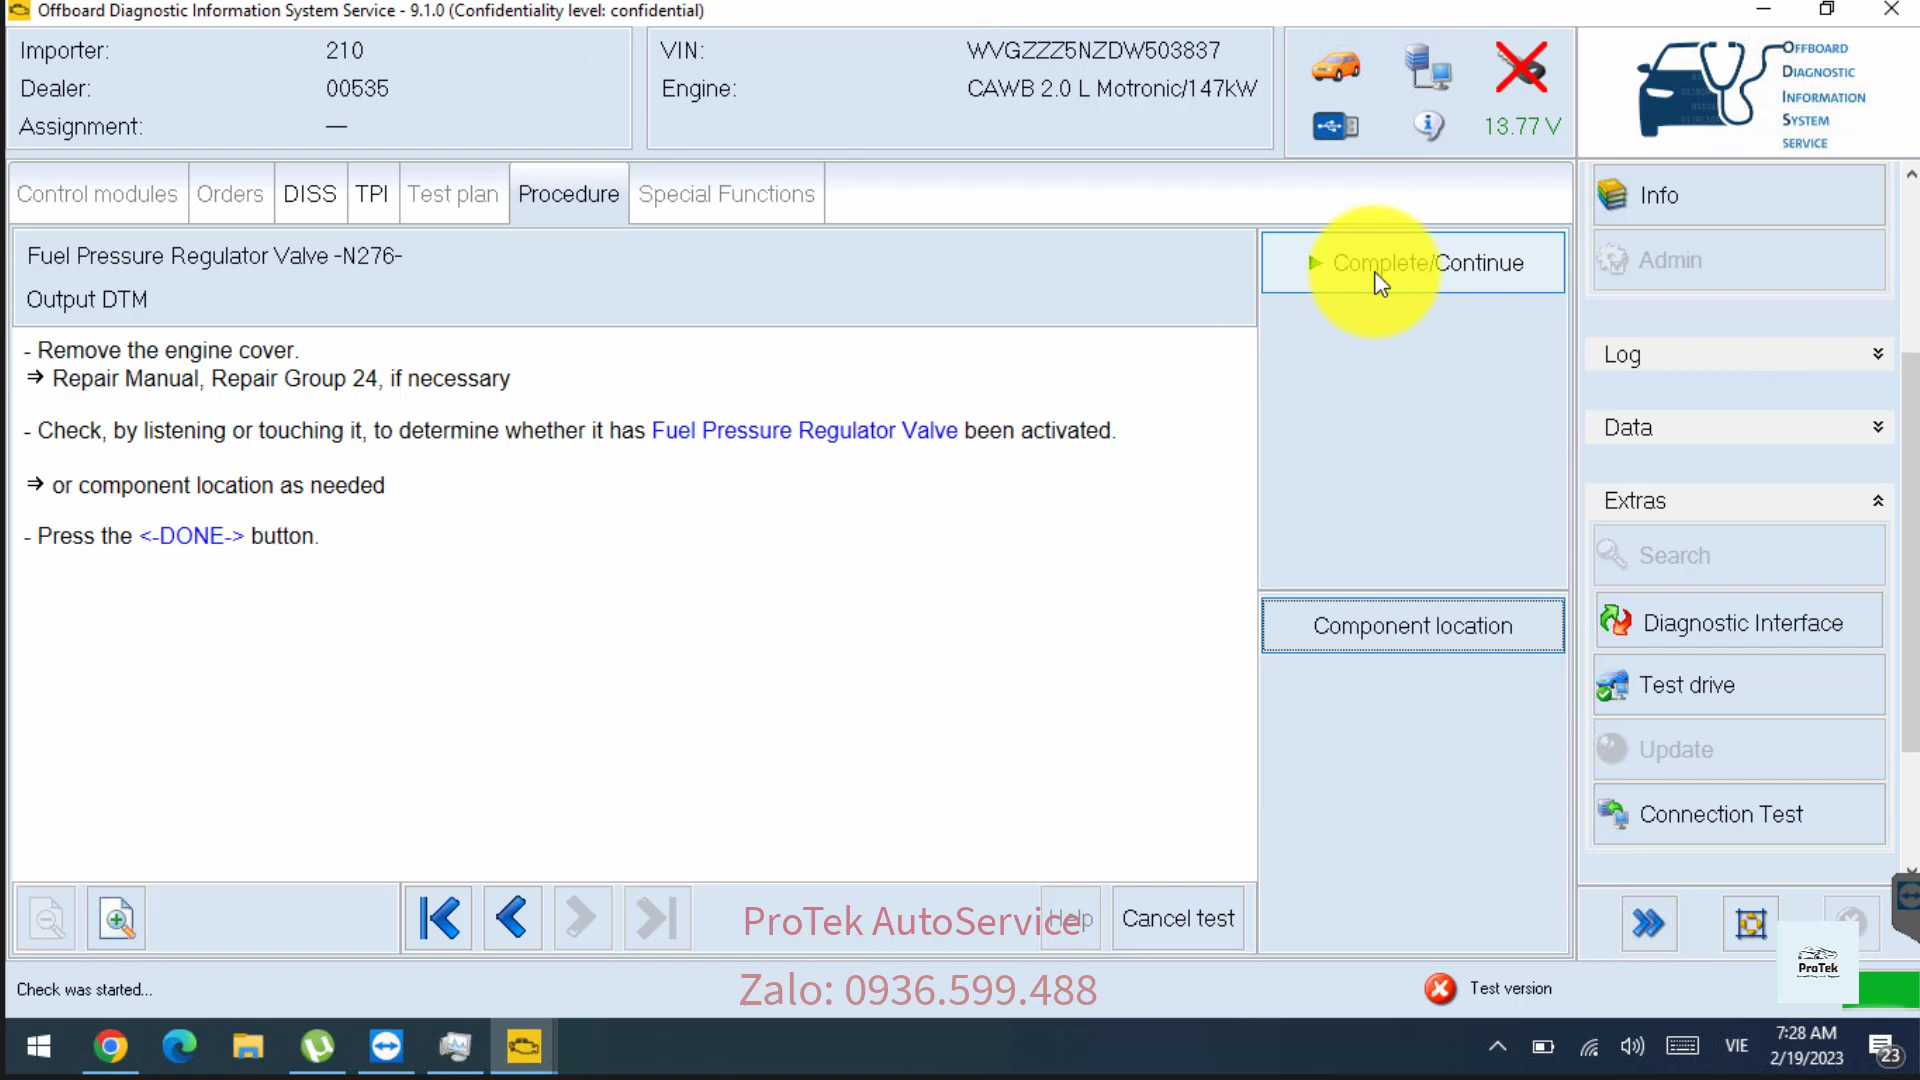 Offboard Diagnostic Information System Service - 9.1.0 (Confidentiality level: confidential)
Importer: 210
Dealer: 00535
Assignment: —
VIN: WVGZZZ5NZDW503837
Engine: CAWB 2.0 L Motronic/147kW
13.77 V
OFFBOARD
DIAGNOSTIC
INFORMATION
SYSTEM
SERVICE
Control modules Orders DISS TPI Test plan Procedure Special Functions
Fuel Pressure Regulator Valve -N276-
Output DTM
- Remove the engine cover.
→ Repair Manual, Repair Group 24, if necessary
- Check, by listening or touching it, to determine whether it has Fuel Pressure Regulator Valve been activated.
→ or component location as needed
- Press the <-DONE-> button.
Complete/Continue
Component location
Info
Admin
Log
Data
Extras
Search
Diagnostic Interface
Test drive
Update
Connection Test
Help
Cancel test
ProTek AutoService
Zalo: 0936.599.488
ProTek
Check was started...
Test version
VIE
7:28 AM
2/19/2023
23